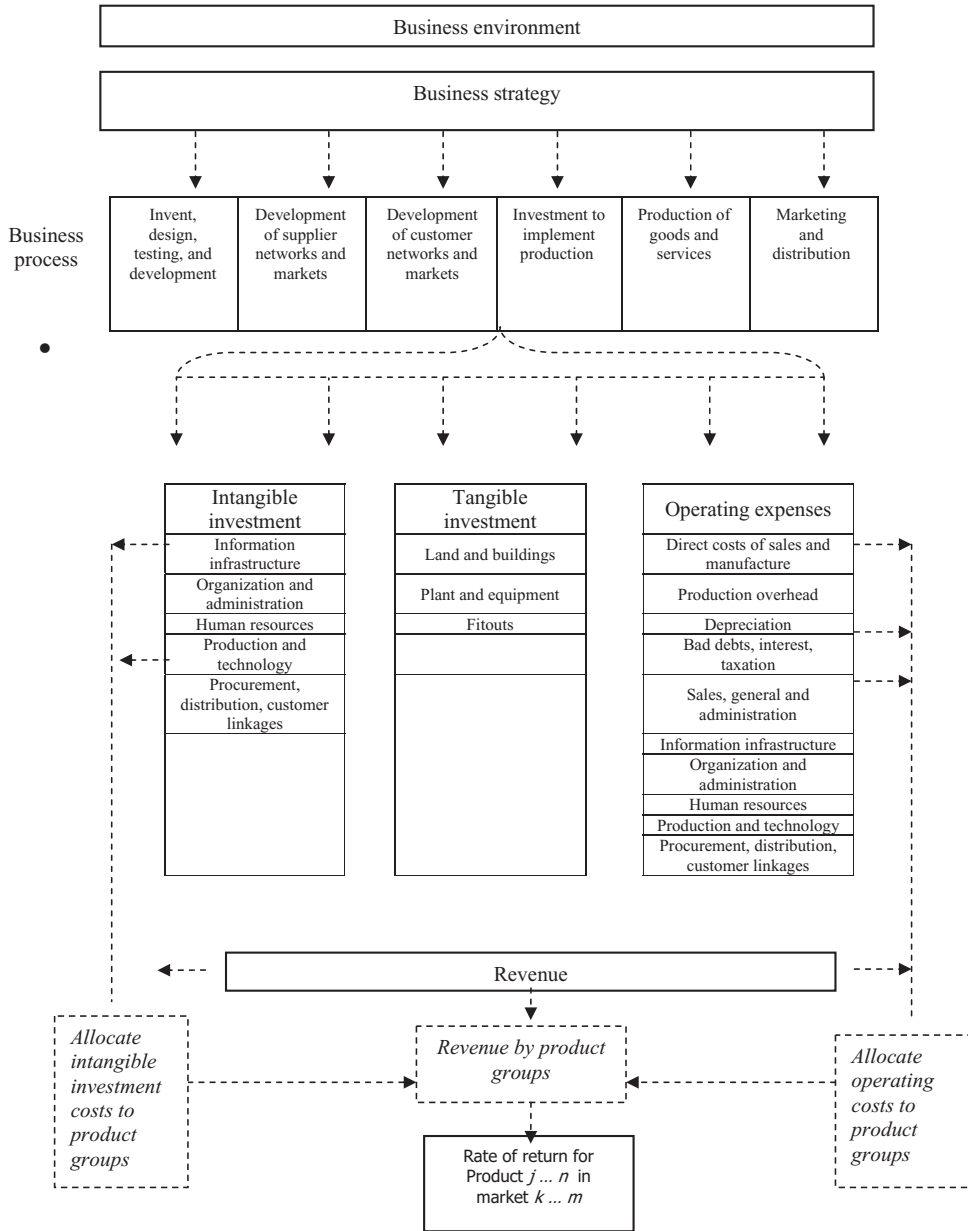 Business environment
Business strategy
Business
process
Invent,
design,
testing, and
development
Development
of supplier
networks and
markets
Development
of customer
networks and
markets
Investment to
implement
production
Production of
goods and
services
Marketing
and
distribution
•
Intangible
investment
Information
infrastructure
Organization and
administration
Human resources
Production and
technology
Procurement,
distribution, customer
linkages
Tangible
investment
Land and buildings
Plant and equipment
Fitouts
Operating expenses
Direct costs of sales and
manufacture
Production overhead
Depreciation
Bad debts, interest,
taxation
Sales, general and
administration
Information infrastructure
Organization and
administration
Human resources
Production and technology
Procurement, distribution,
customer linkages
Revenue
Allocate
intangible
investment
costs to
product
groups
Revenue by product
groups
Allocate
operating
costs to
product
groups
Rate of return for
Product j ... n in
market k ... m